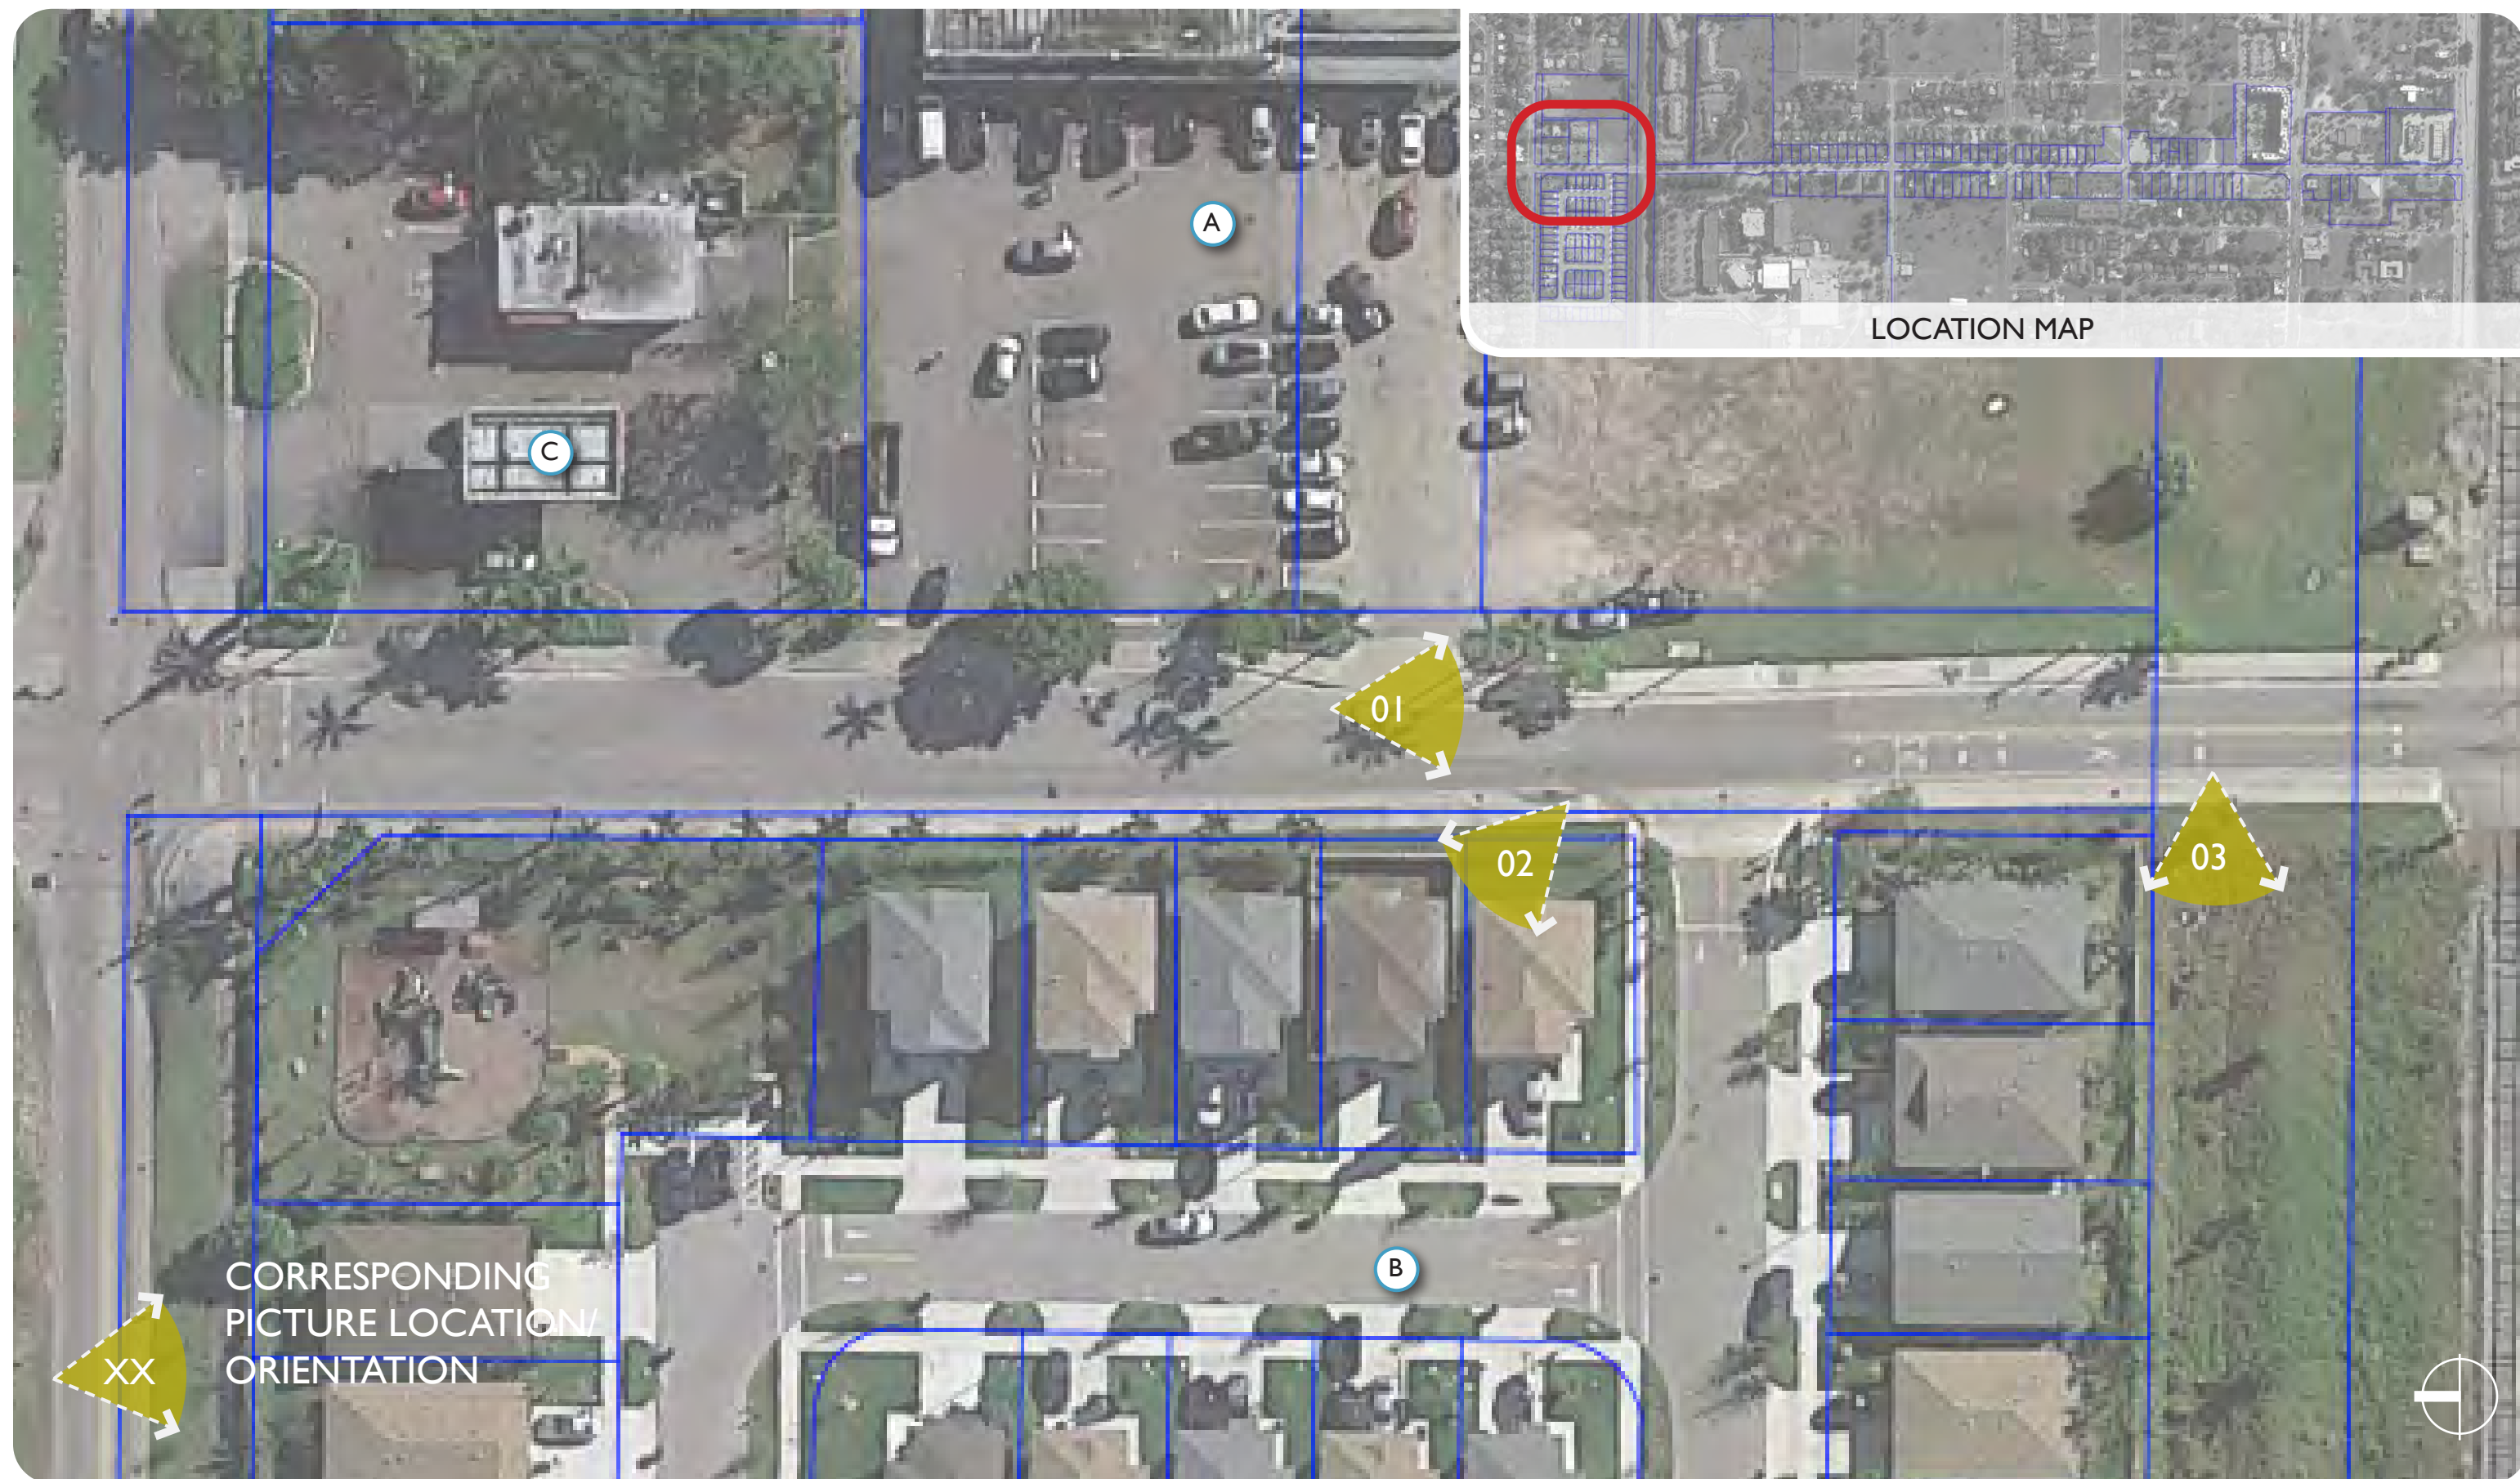 A
LOCATION MAP
C
01
02
03
B
CORRESPONDING
PICTURE LOCATION/
ORIENTATION
XX